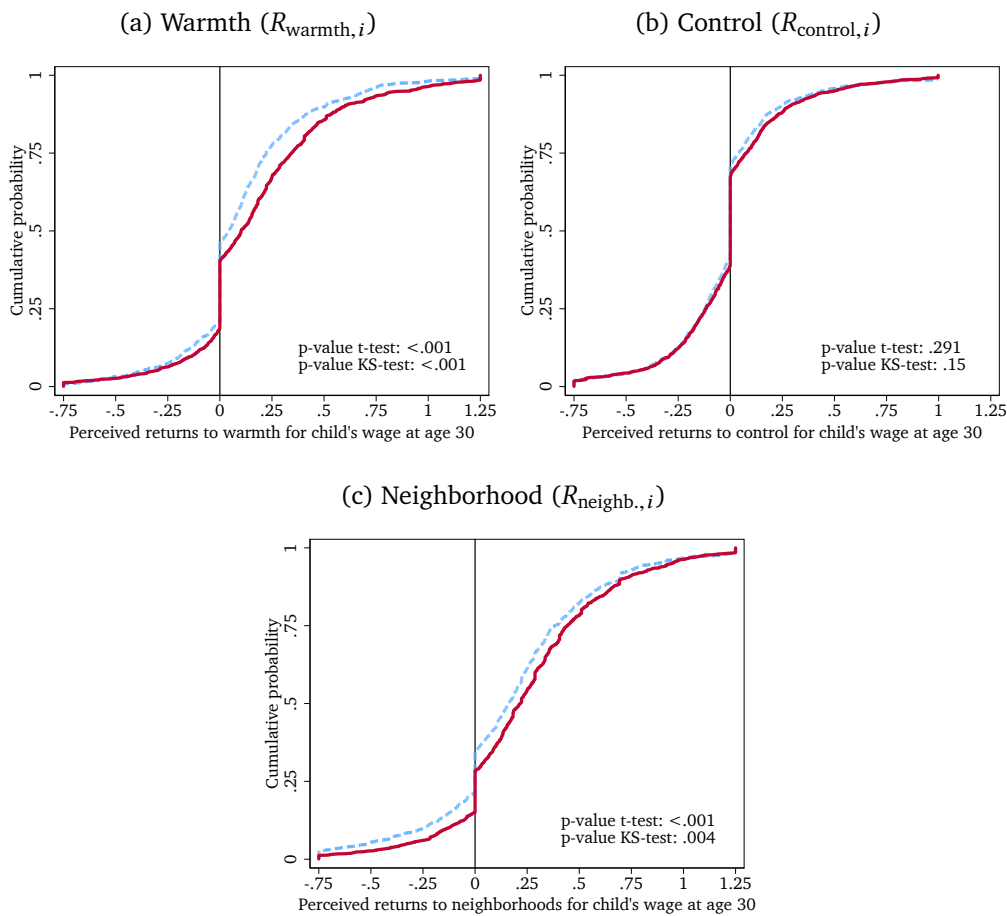 (a) Warmth (R_warmth,i)
Cumulative probability
1
.75
.5
.25
0
p-value t-test: <.001
p-value KS-test: <.001
-.75 -.5 -.25 0 .25 .5 .75 1 1.25
Perceived returns to warmth for child's wage at age 30
(b) Control (R_control,i)
Cumulative probability
1
.75
.5
.25
0
p-value t-test: .291
p-value KS-test: .15
-.75 -.5 -.25 0 .25 .5 .75 1 1.25
Perceived returns to control for child's wage at age 30
(c) Neighborhood (R_neighb.,i)
Cumulative probability
1
.75
.5
.25
0
p-value t-test: <.001
p-value KS-test: .004
-.75 -.5 -.25 0 .25 .5 .75 1 1.25
Perceived returns to neighborhoods for child's wage at age 30